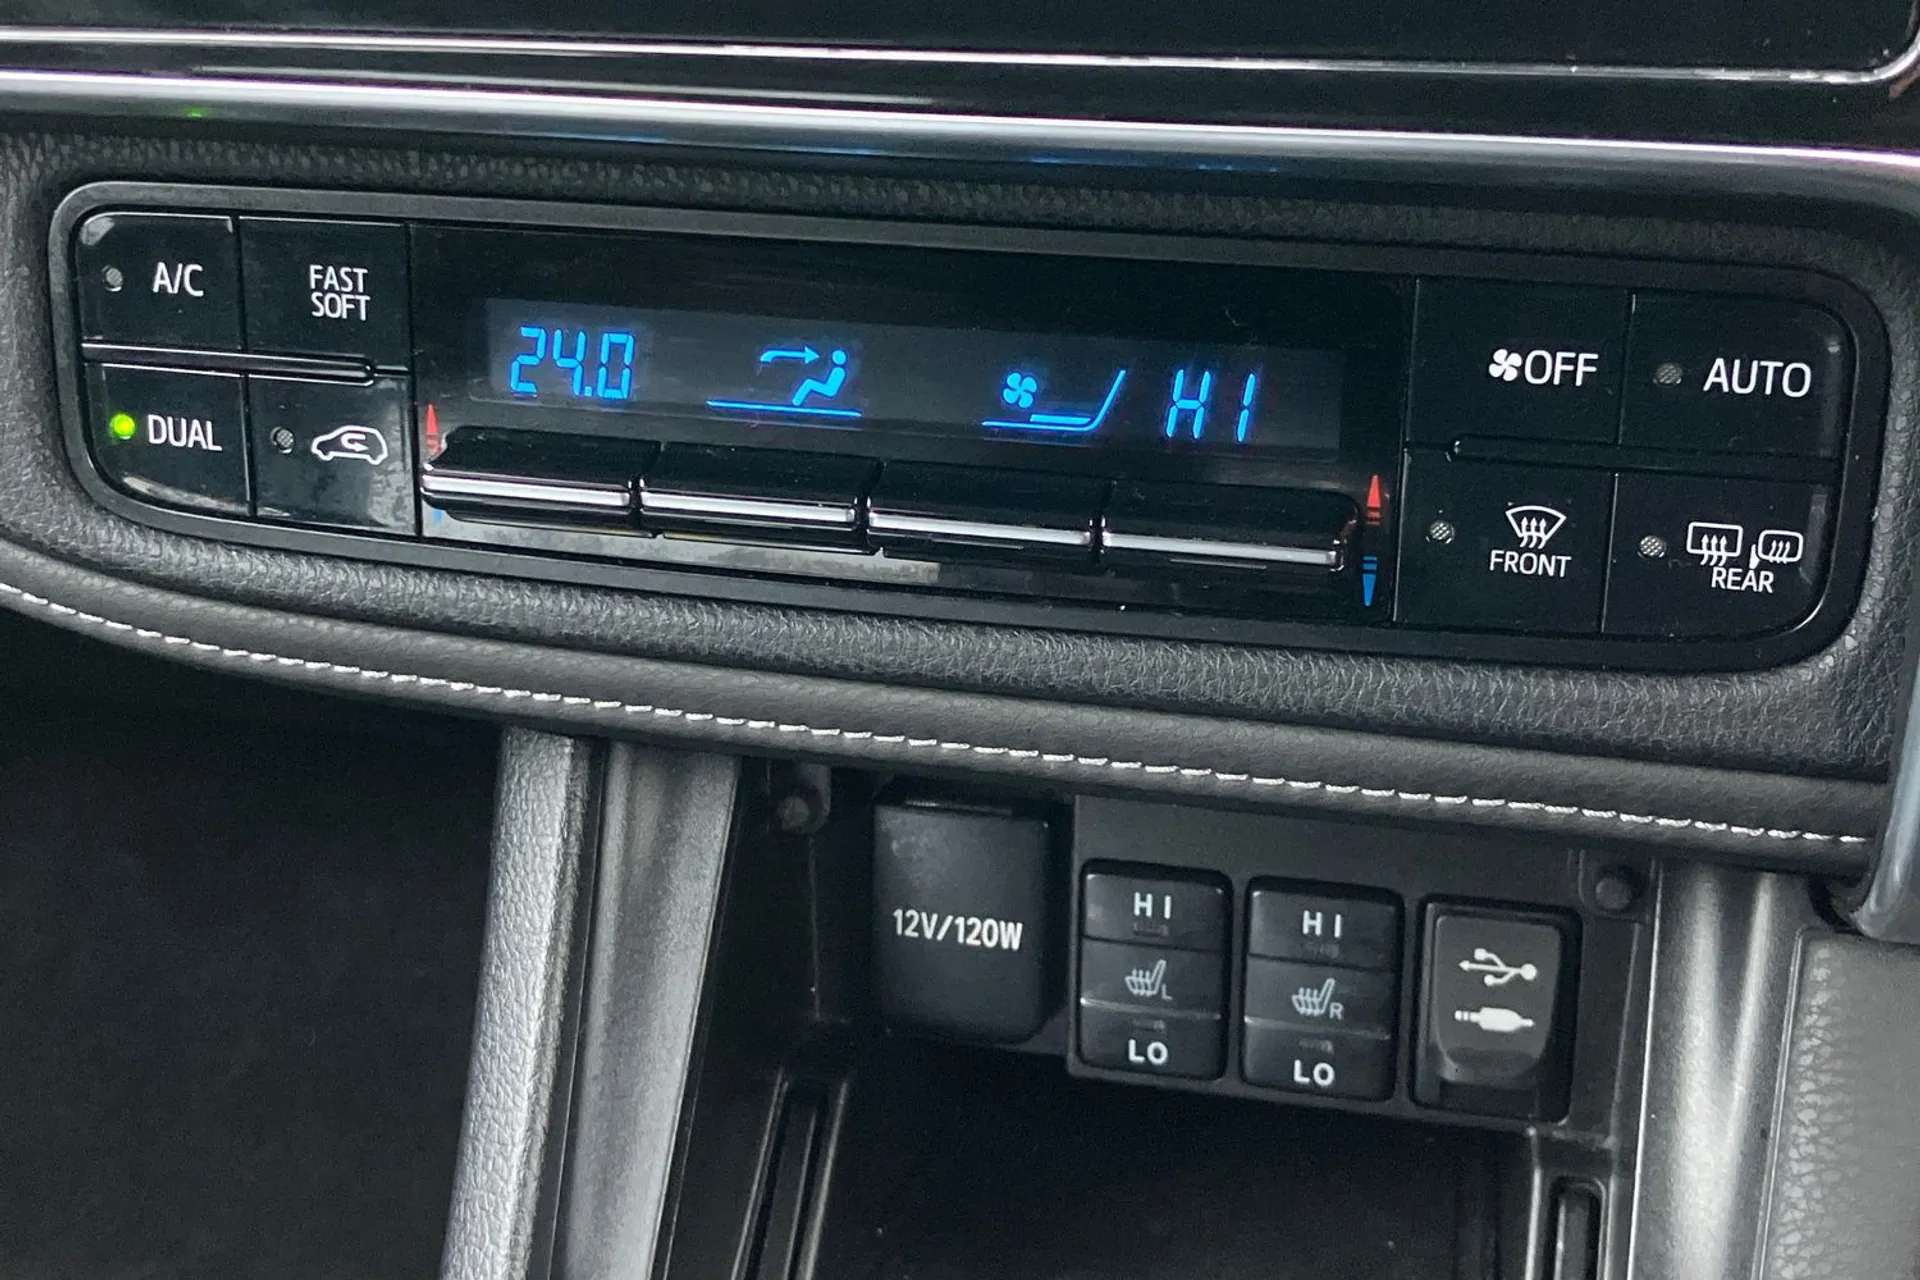 A/C
FAST
SOFT
DUAL
24.0
HI
OFF
AUTO
FRONT
REAR
12V/120W
HI
L
LO
HI
R
LO